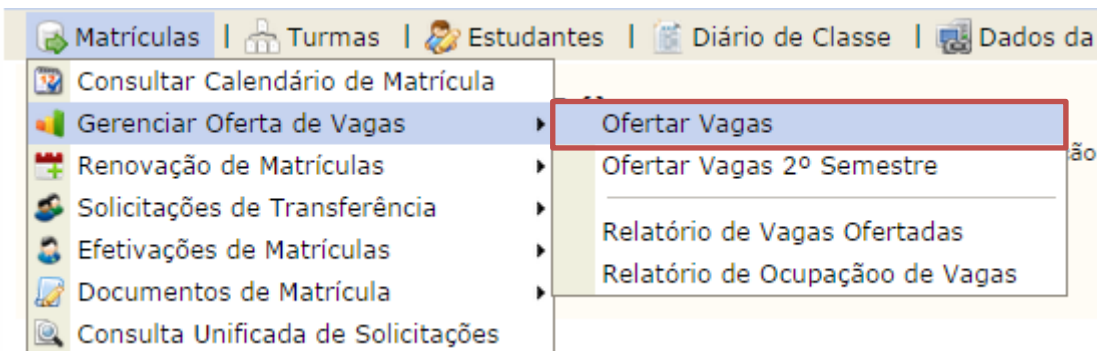 Matrículas | Turmas | Estudantes | Diário de Classe | Dados da
Consultar Calendário de Matrícula
Gerenciar Oferta de Vagas
Ofertar Vagas
Renovação de Matrículas
Ofertar Vagas 2º Semestre
ão
Solicitações de Transferência
Relatório de Vagas Ofertadas
Efetivações de Matrículas
Relatório de Ocupaçãoo de Vagas
Documentos de Matrícula
Consulta Unificada de Solicitações